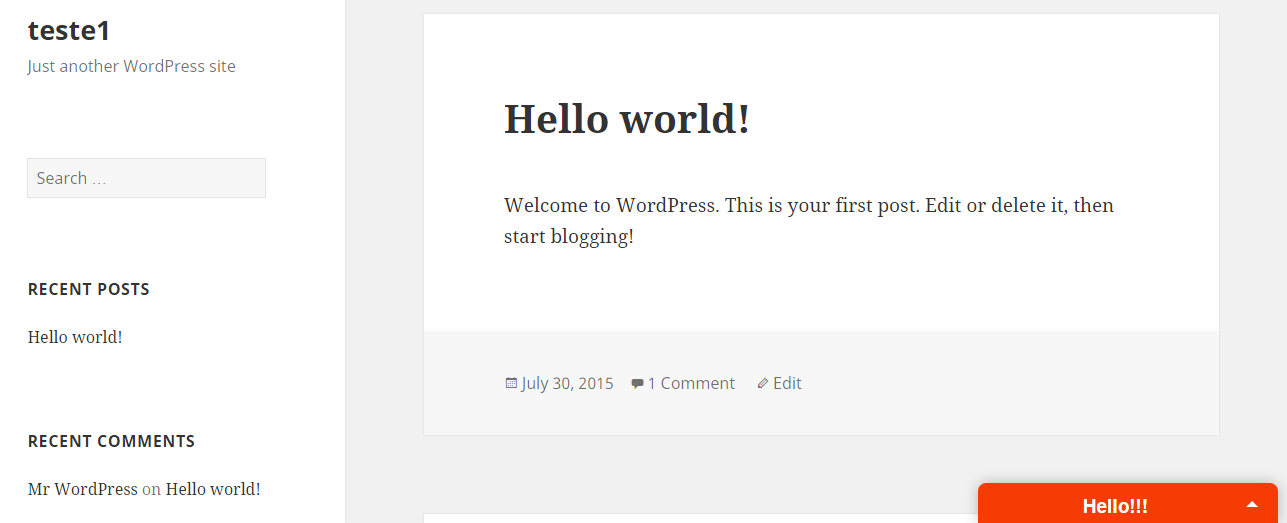 teste1
Just another WordPress site
Search …
RECENT POSTS
Hello world!
RECENT COMMENTS
Mr WordPress on Hello world!
Hello world!
Welcome to WordPress. This is your first post. Edit or delete it, then
start blogging!
July 30, 2015 1 Comment Edit
Hello!!!